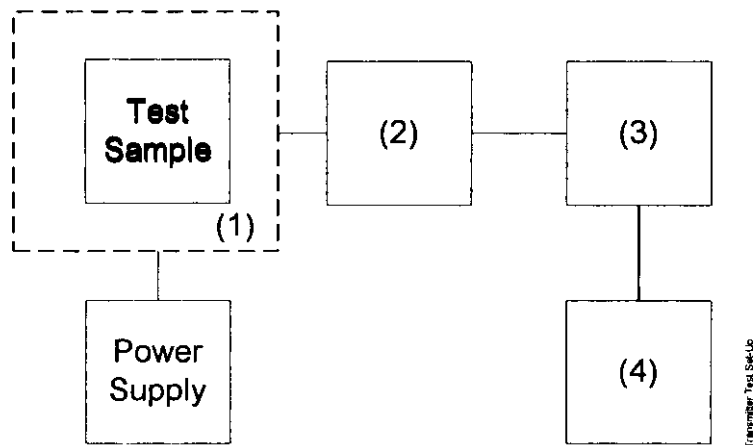 Test
Sample
(1)
(2)
(3)
Power
Supply
(4)
Transmitter Test Set-Up